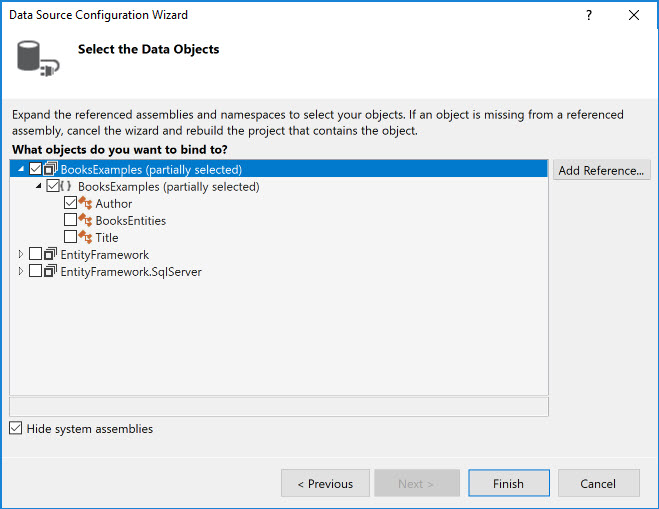 Data Source Configuration Wizard
?
Select the Data Objects
Expand the referenced assemblies and namespaces to select your objects. If an object is missing from a referenced
assembly, cancel the wizard and rebuild the project that contains the object.
What objects do you want to bind to?
BooksExamples (partially selected)
Add Reference...
{ } BooksExamples (partially selected)
Author
BooksEntities
Title
EntityFramework
EntityFramework.SqlServer
Hide system assemblies
< Previous
Next >
Finish
Cancel